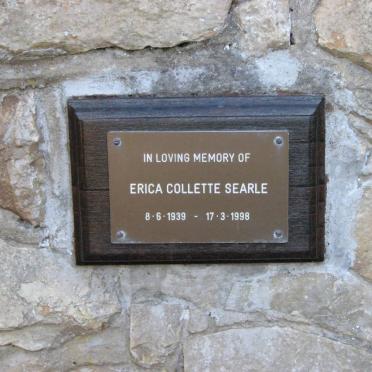 IN LOVING MEMORY OF
ERICA COLLETTE SEARLE
8·6·1939 - 17·3·1998